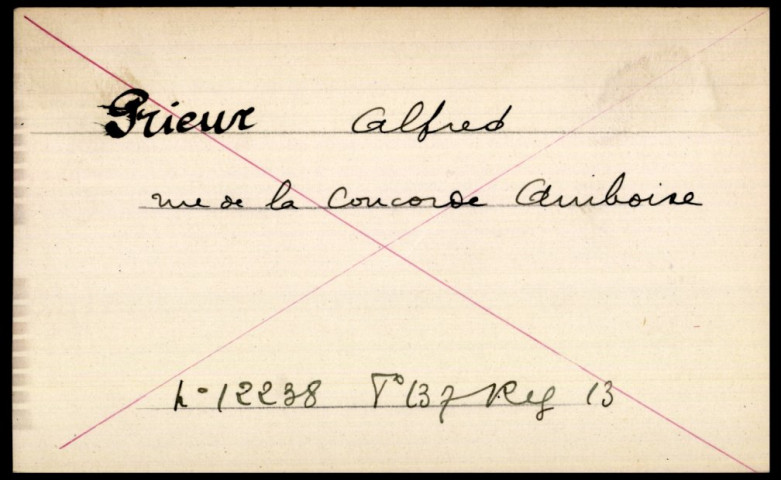 Prieur Alfred
rue de la Concorde Amboise
n° 12238 F° 137 Reg 13